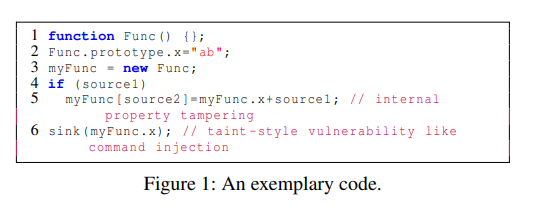 1 function Func() {};
2 Func.prototype.x="ab";
3 myFunc = new Func;
4 if (source1)
5 myFunc[source2]=myFunc.x+source1; // internal
property tampering
6 sink(myFunc.x); // taint-style vulnerability like
command injection
Figure 1: An exemplary code.